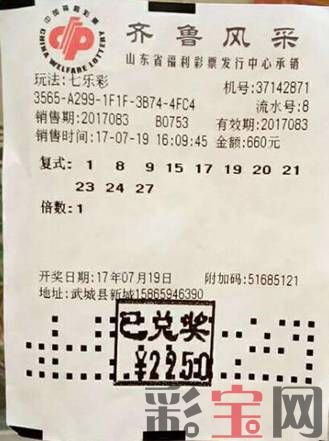 中国福利彩票
CHINA WELFARE LOTTERY
齐鲁风采
山东省福利彩票发行中心承销
玩法:七乐彩 机号:37142871
3565-A299-1F1F-3B74-4FC4 流水号:8
销售期:2017083 B0753 有效期:2017083
销售时间:17-07-19 16:09:45 金额:660元
复式: 1 8 9 15 17 19 20 21
23 24 27
倍数:1
开奖日期:17年07月19日 附加码:51685121
地址:武城县新城15865946390
已兑奖
¥2250
彩宝网